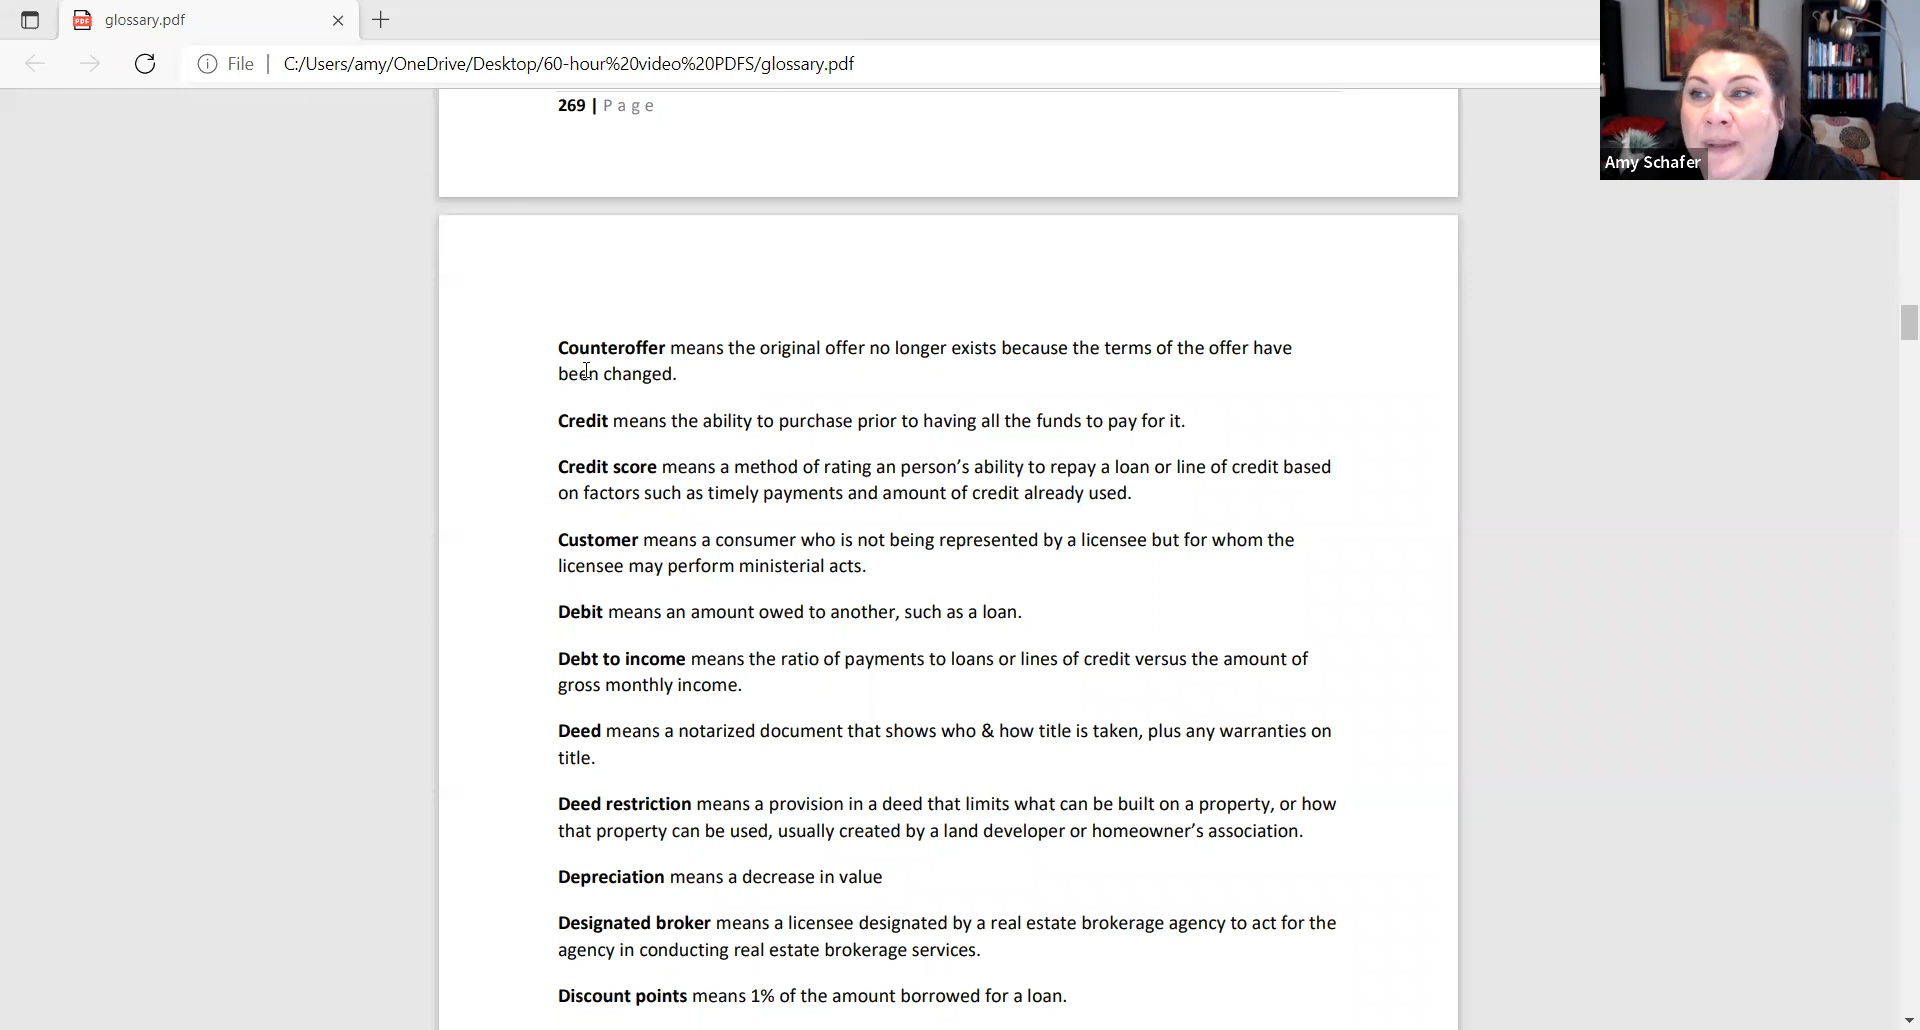 glossary.pdf
File | C:/Users/amy/OneDrive/Desktop/60-hour%20video%20PDFS/glossary.pdf
Amy Schafer
269 | Page
Counteroffer means the original offer no longer exists because the terms of the offer have
been changed.
Credit means the ability to purchase prior to having all the funds to pay for it.
Credit score means a method of rating an person’s ability to repay a loan or line of credit based
on factors such as timely payments and amount of credit already used.
Customer means a consumer who is not being represented by a licensee but for whom the
licensee may perform ministerial acts.
Debit means an amount owed to another, such as a loan.
Debt to income means the ratio of payments to loans or lines of credit versus the amount of
gross monthly income.
Deed means a notarized document that shows who & how title is taken, plus any warranties on
title.
Deed restriction means a provision in a deed that limits what can be built on a property, or how
that property can be used, usually created by a land developer or homeowner’s association.
Depreciation means a decrease in value
Designated broker means a licensee designated by a real estate brokerage agency to act for the
agency in conducting real estate brokerage services.
Discount points means 1% of the amount borrowed for a loan.